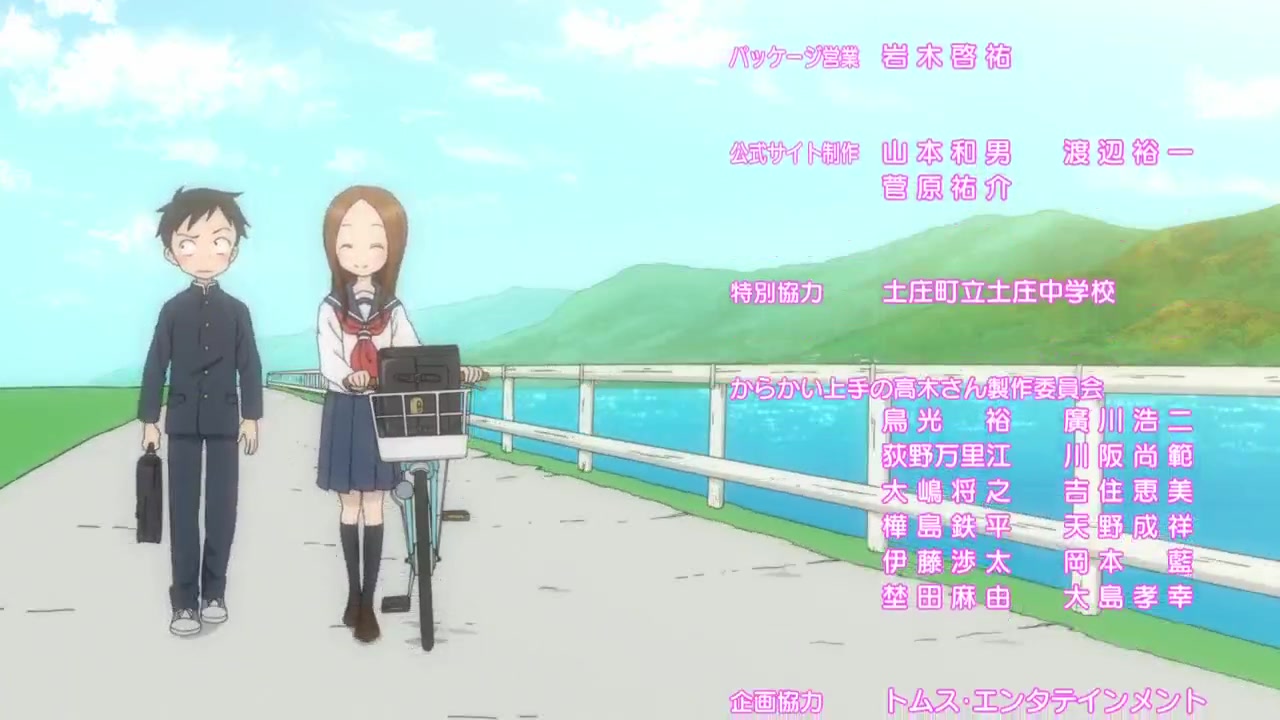 パッケージ営業 岩木啓祐
公式サイト制作 山本和男 渡辺裕一
菅原祐介
特別協力 土庄町立土庄中学校
からかい上手の高木さん製作委員会
鳥光 裕 廣川浩二
荻野万里江 川阪尚範
大嶋将之 吉住恵美
樺島鉄平 天野成祥
伊藤渉太 岡本 藍
埜田麻由 大島孝幸
企画協力 トムス・エンタテインメント